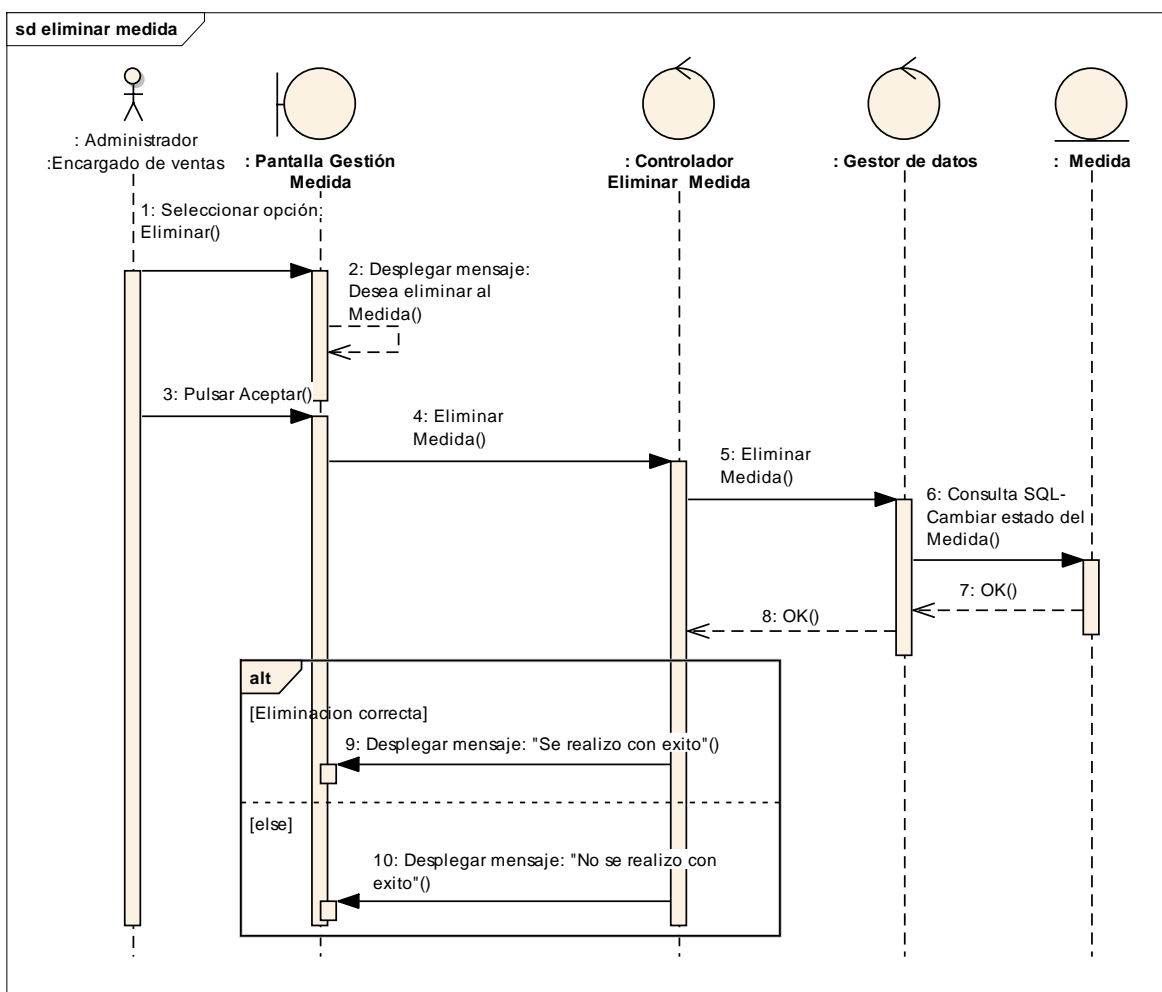 sd eliminar medida
: Administrador
:Encargado de ventas
: Pantalla Gestión
Medida
: Controlador
Eliminar Medida
: Gestor de datos
: Medida
1: Seleccionar opción:
Eliminar()
2: Desplegar mensaje:
Desea eliminar al
Medida()
3: Pulsar Aceptar()
4: Eliminar
Medida()
5: Eliminar
Medida()
6: Consulta SQL-
Cambiar estado del
Medida()
7: OK()
8: OK()
alt
[Eliminacion correcta]
9: Desplegar mensaje: "Se realizo con exito"()
[else]
10: Desplegar mensaje: "No se realizo con
exito"()